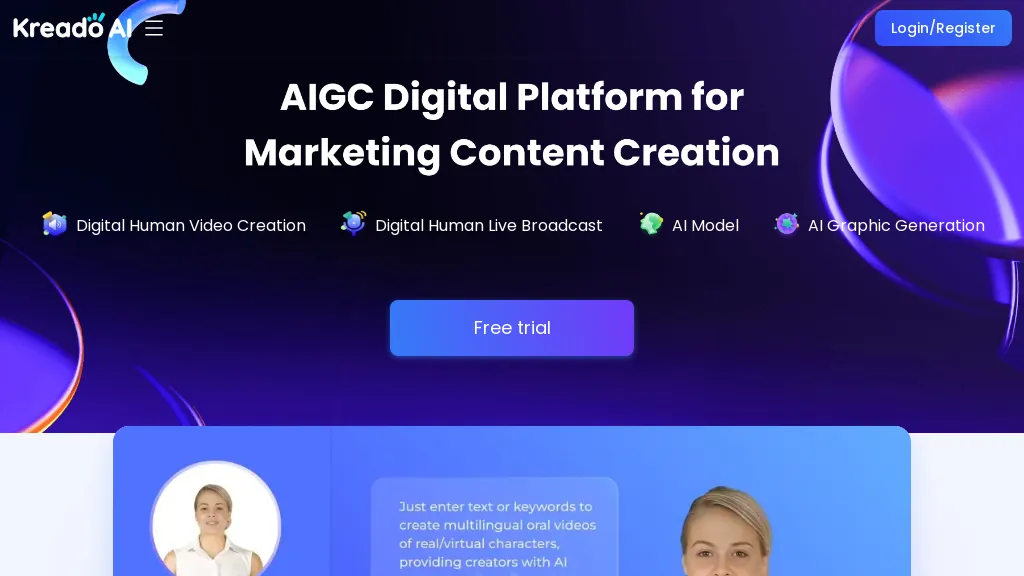 Kreado AI
Login/Register
AIGC Digital Platform for
Marketing Content Creation
Digital Human Video Creation
Digital Human Live Broadcast
AI Model
AI Graphic Generation
Free trial
Just enter text or keywords to
create multilingual oral videos
of real/virtual characters,
providing creators with AI